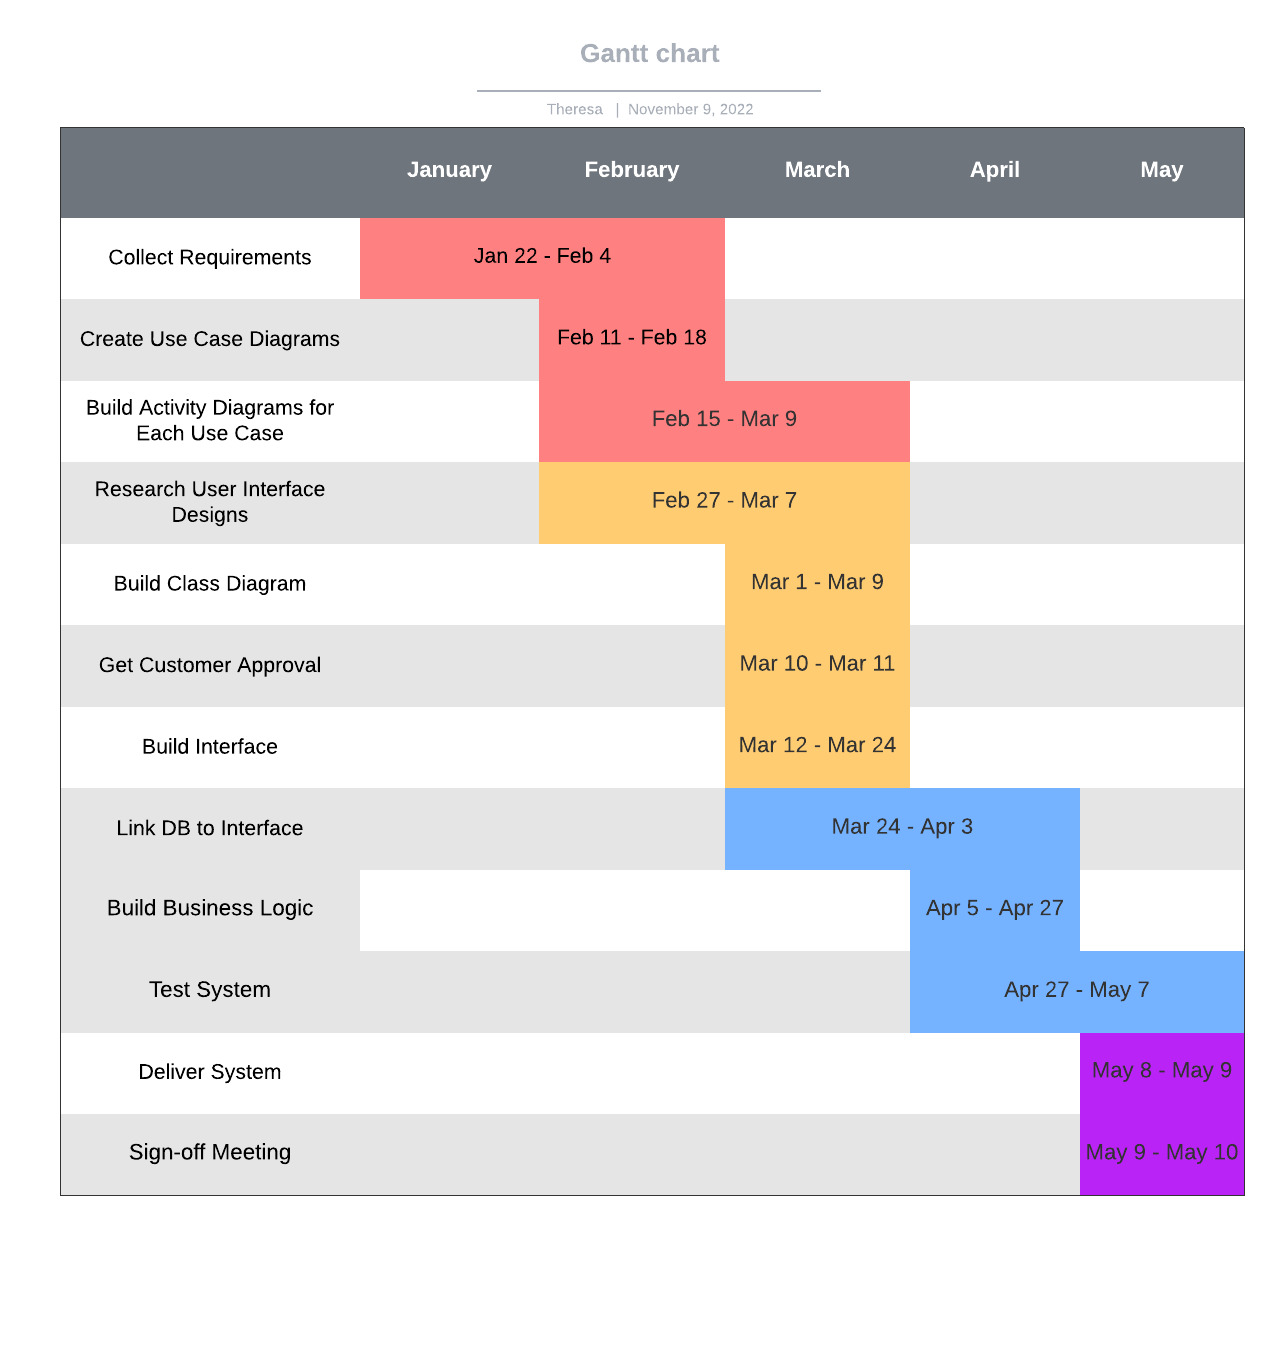 Gantt chart
Theresa | November 9, 2022
January February March April May
Collect Requirements Jan 22 - Feb 4
Create Use Case Diagrams Feb 11 - Feb 18
Build Activity Diagrams for
Each Use Case
Feb 15 - Mar 9
Research User Interface
Designs
Feb 27 - Mar 7
Build Class Diagram Mar 1 - Mar 9
Get Customer Approval Mar 10 - Mar 11
Build Interface Mar 12 - Mar 24
Link DB to Interface Mar 24 - Apr 3
Build Business Logic Apr 5 - Apr 27
Test System Apr 27 - May 7
Deliver System May 8 - May 9
Sign-off Meeting May 9 - May 10